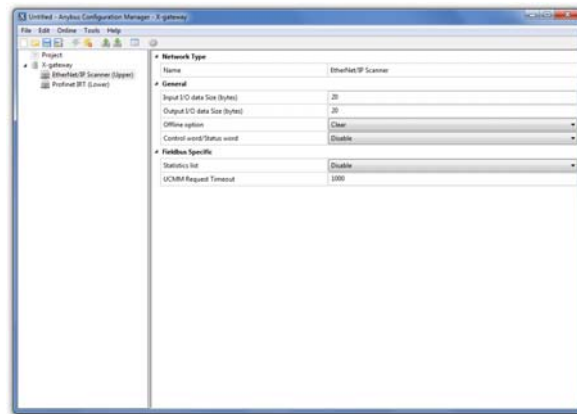 Untitled - Anybus Configuration Manager - X-gateway
File Edit Online Tools Help
Project
X-gateway
EtherNet/IP Scanner (Upper)
Profinet IRT (Lower)
Network Type
Name EtherNet/IP Scanner
General
Input I/O data Size (bytes) 20
Output I/O data Size (bytes) 20
Offline option Clear
Control word/Status word Disable
Fieldbus Specific
Statistics list Disable
UCMM Request Timeout 1000